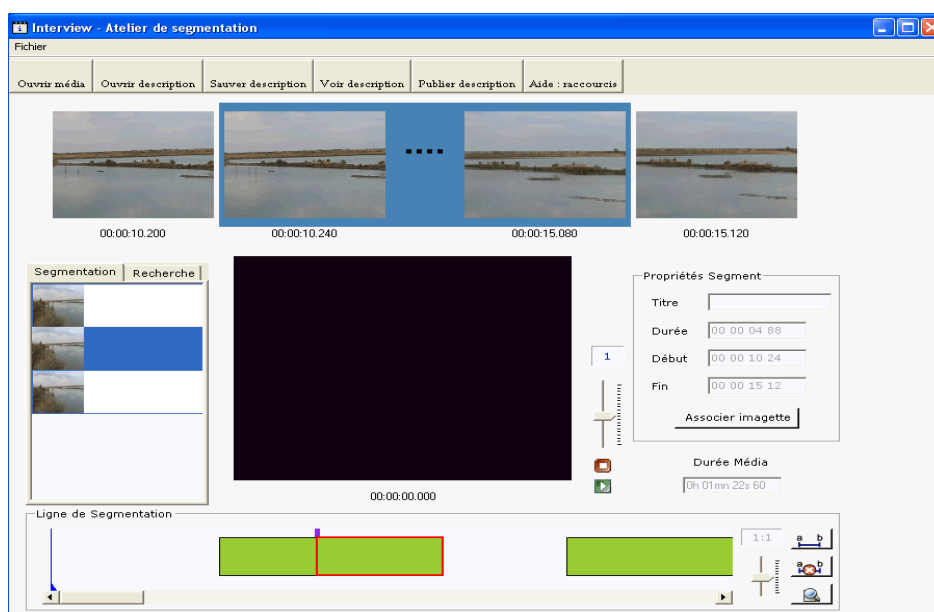 Interview - Atelier de segmentation
Fichier
Ouvrir média Ouvrir description Sauver description Voir description Publier description Aide : raccourcis
00:00:10.200 00:00:10.240 00:00:15.080 00:00:15.120
Segmentation Recherche
Propriétés Segment
Titre
Durée 00 00 04 88
1
Début 00 00 10 24
Fin 00 00 15 12
Associer imagette
Durée Média
0h 01mn 22s 60
00:00:00.000
Ligne de Segmentation
1:1
a b
a b